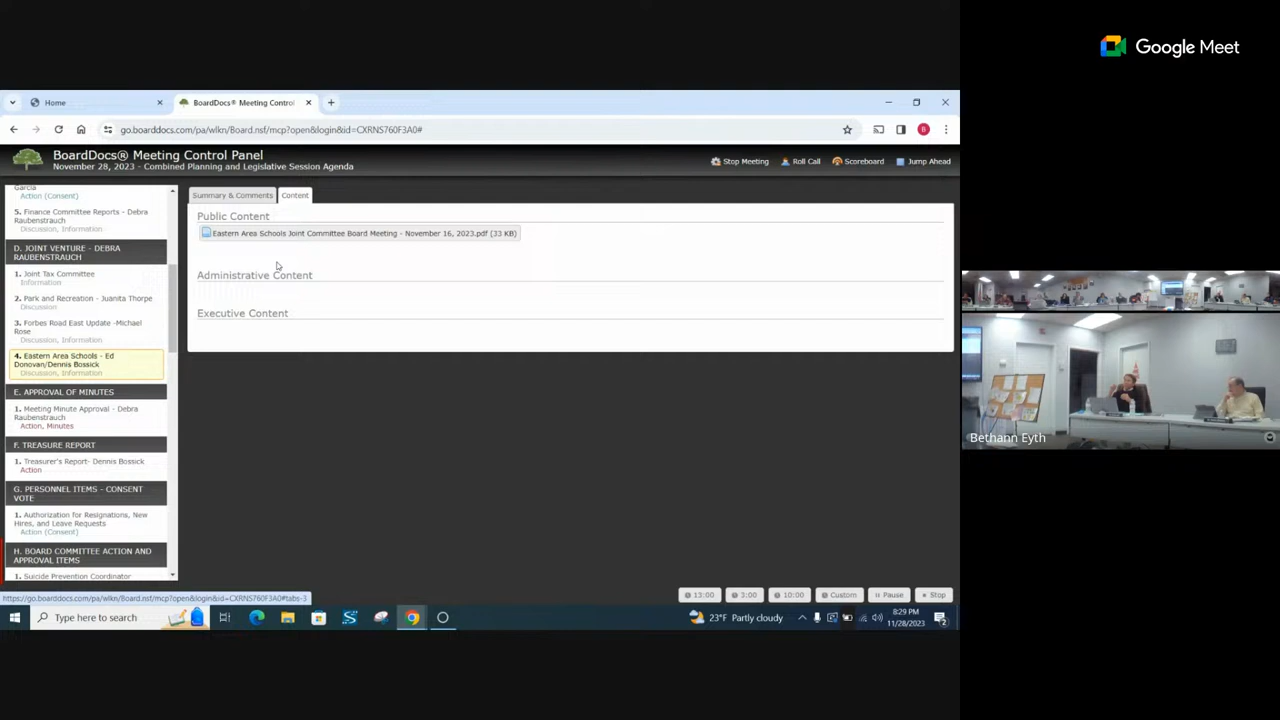 Google Meet
Home
BoardDocs® Meeting Control
go.boarddocs.com/pa/wlkn/Board.nsf/mcp?open&login&id=CXRNS760F3A0#
B
BoardDocs® Meeting Control Panel
November 28, 2023 - Combined Planning and Legislative Session Agenda
Stop Meeting
Roll Call
Scoreboard
Jump Ahead
Garcia
Action (Consent)
5. Finance Committee Reports - Debra
Raubenstrauch
Discussion, Information
D. JOINT VENTURE - DEBRA
RAUBENSTRAUCH
1. Joint Tax Committee
Information
2. Park and Recreation - Juanita Thorpe
Discussion
3. Forbes Road East Update -Michael
Rose
Discussion, Information
4. Eastern Area Schools - Ed
Donovan/Dennis Bossick
Discussion, Information
E. APPROVAL OF MINUTES
1. Meeting Minute Approval - Debra
Raubenstrauch
Action, Minutes
F. TREASURE REPORT
1. Treasurer's Report- Dennis Bossick
Action
G. PERSONNEL ITEMS - CONSENT
VOTE
1. Authorization for Resignations, New
Hires, and Leave Requests
Action (Consent)
H. BOARD COMMITTEE ACTION AND
APPROVAL ITEMS
1. Suicide Prevention Coordinator
Summary & Comments
Content
Public Content
Eastern Area Schools Joint Committee Board Meeting - November 16, 2023.pdf (33 KB)
Administrative Content
Executive Content
Bethann Eyth
13:00
3:00
10:00
Custom
Pause
Stop
https://go.boarddocs.com/pa/wlkn/Board.nsf/mcp?open&login&id=CXRNS760F3A0#tabs-3
Type here to search
23°F Partly cloudy
8:29 PM
11/28/2023
2